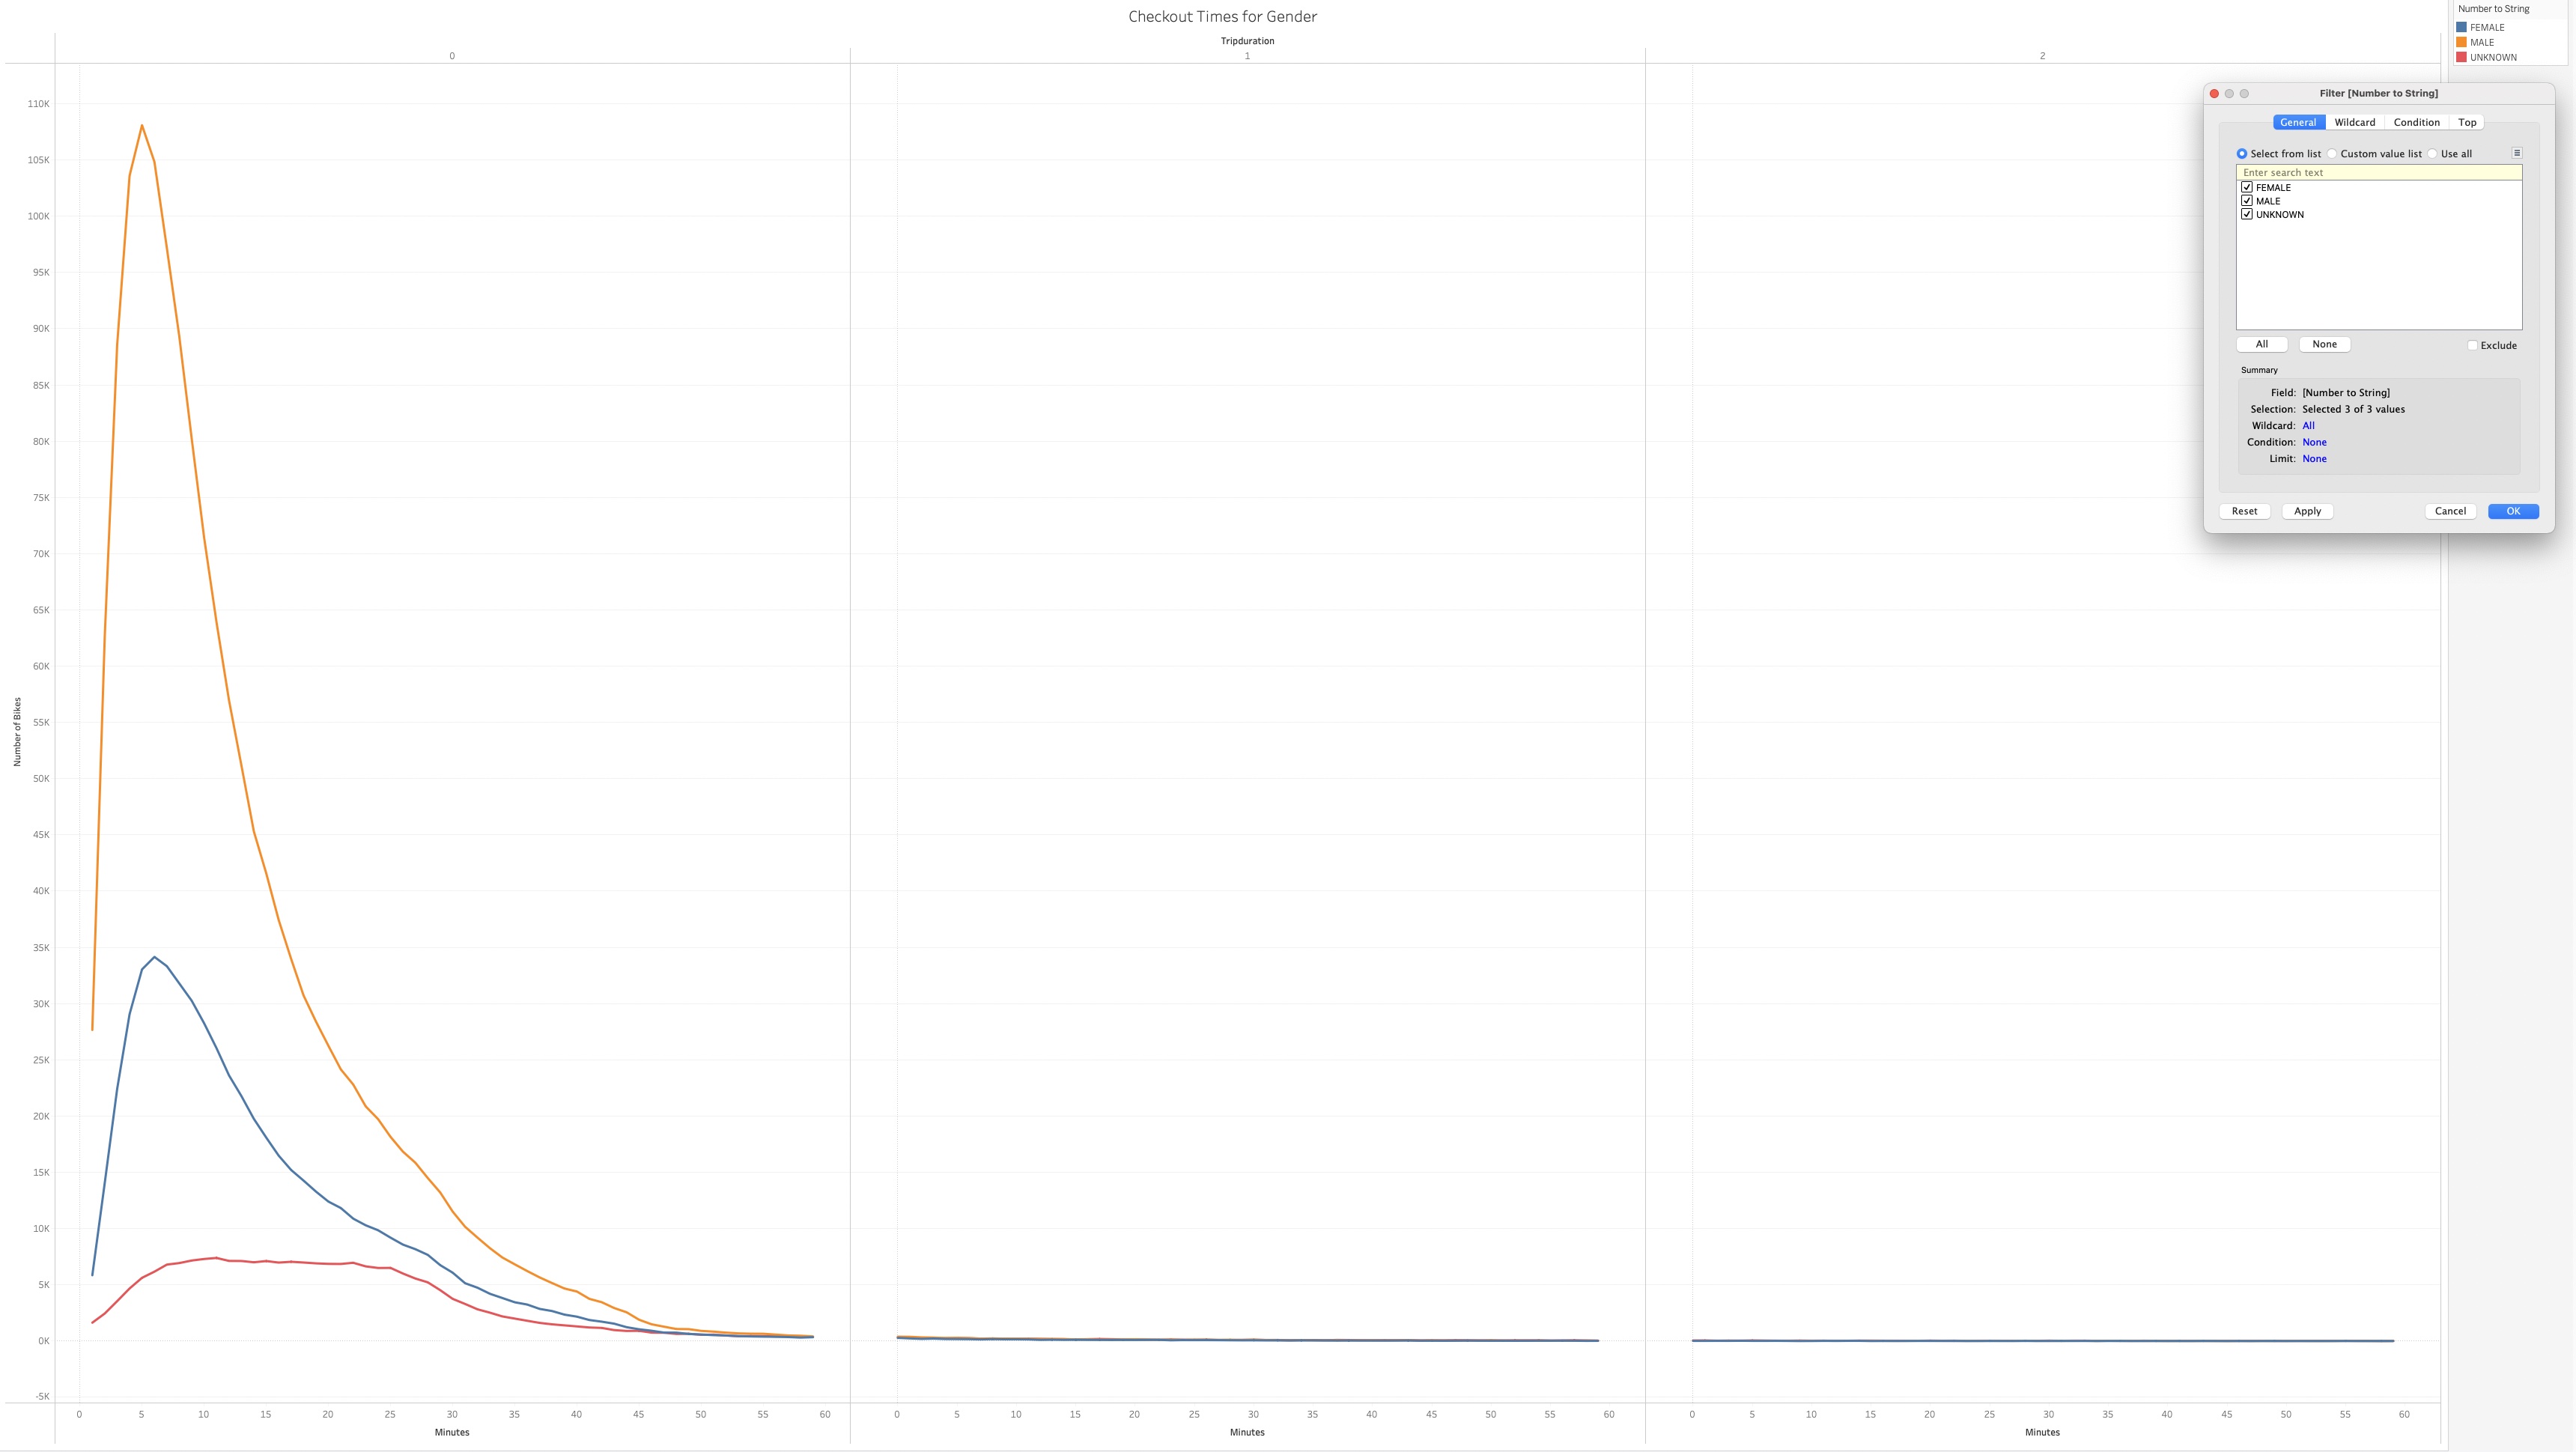 Checkout Times for Gender
Tripduration
0 1 2
110K
105K
100K
95K
90K
85K
80K
75K
70K
65K
60K
55K
50K
45K
40K
35K
30K
25K
20K
15K
10K
5K
0K
-5K
Number of Bikes
0 5 10 15 20 25 30 35 40 45 50 55 60
Minutes
0 5 10 15 20 25 30 35 40 45 50 55 60
Minutes
0 5 10 15 20 25 30 35 40 45 50 55 60
Minutes
Number to String
FEMALE
MALE
UNKNOWN
Filter [Number to String]
General Wildcard Condition Top
Select from list Custom value list Use all
Enter search text
FEMALE
MALE
UNKNOWN
All None Exclude
Summary
Field: [Number to String]
Selection: Selected 3 of 3 values
Wildcard: All
Condition: None
Limit: None
Reset Apply Cancel OK